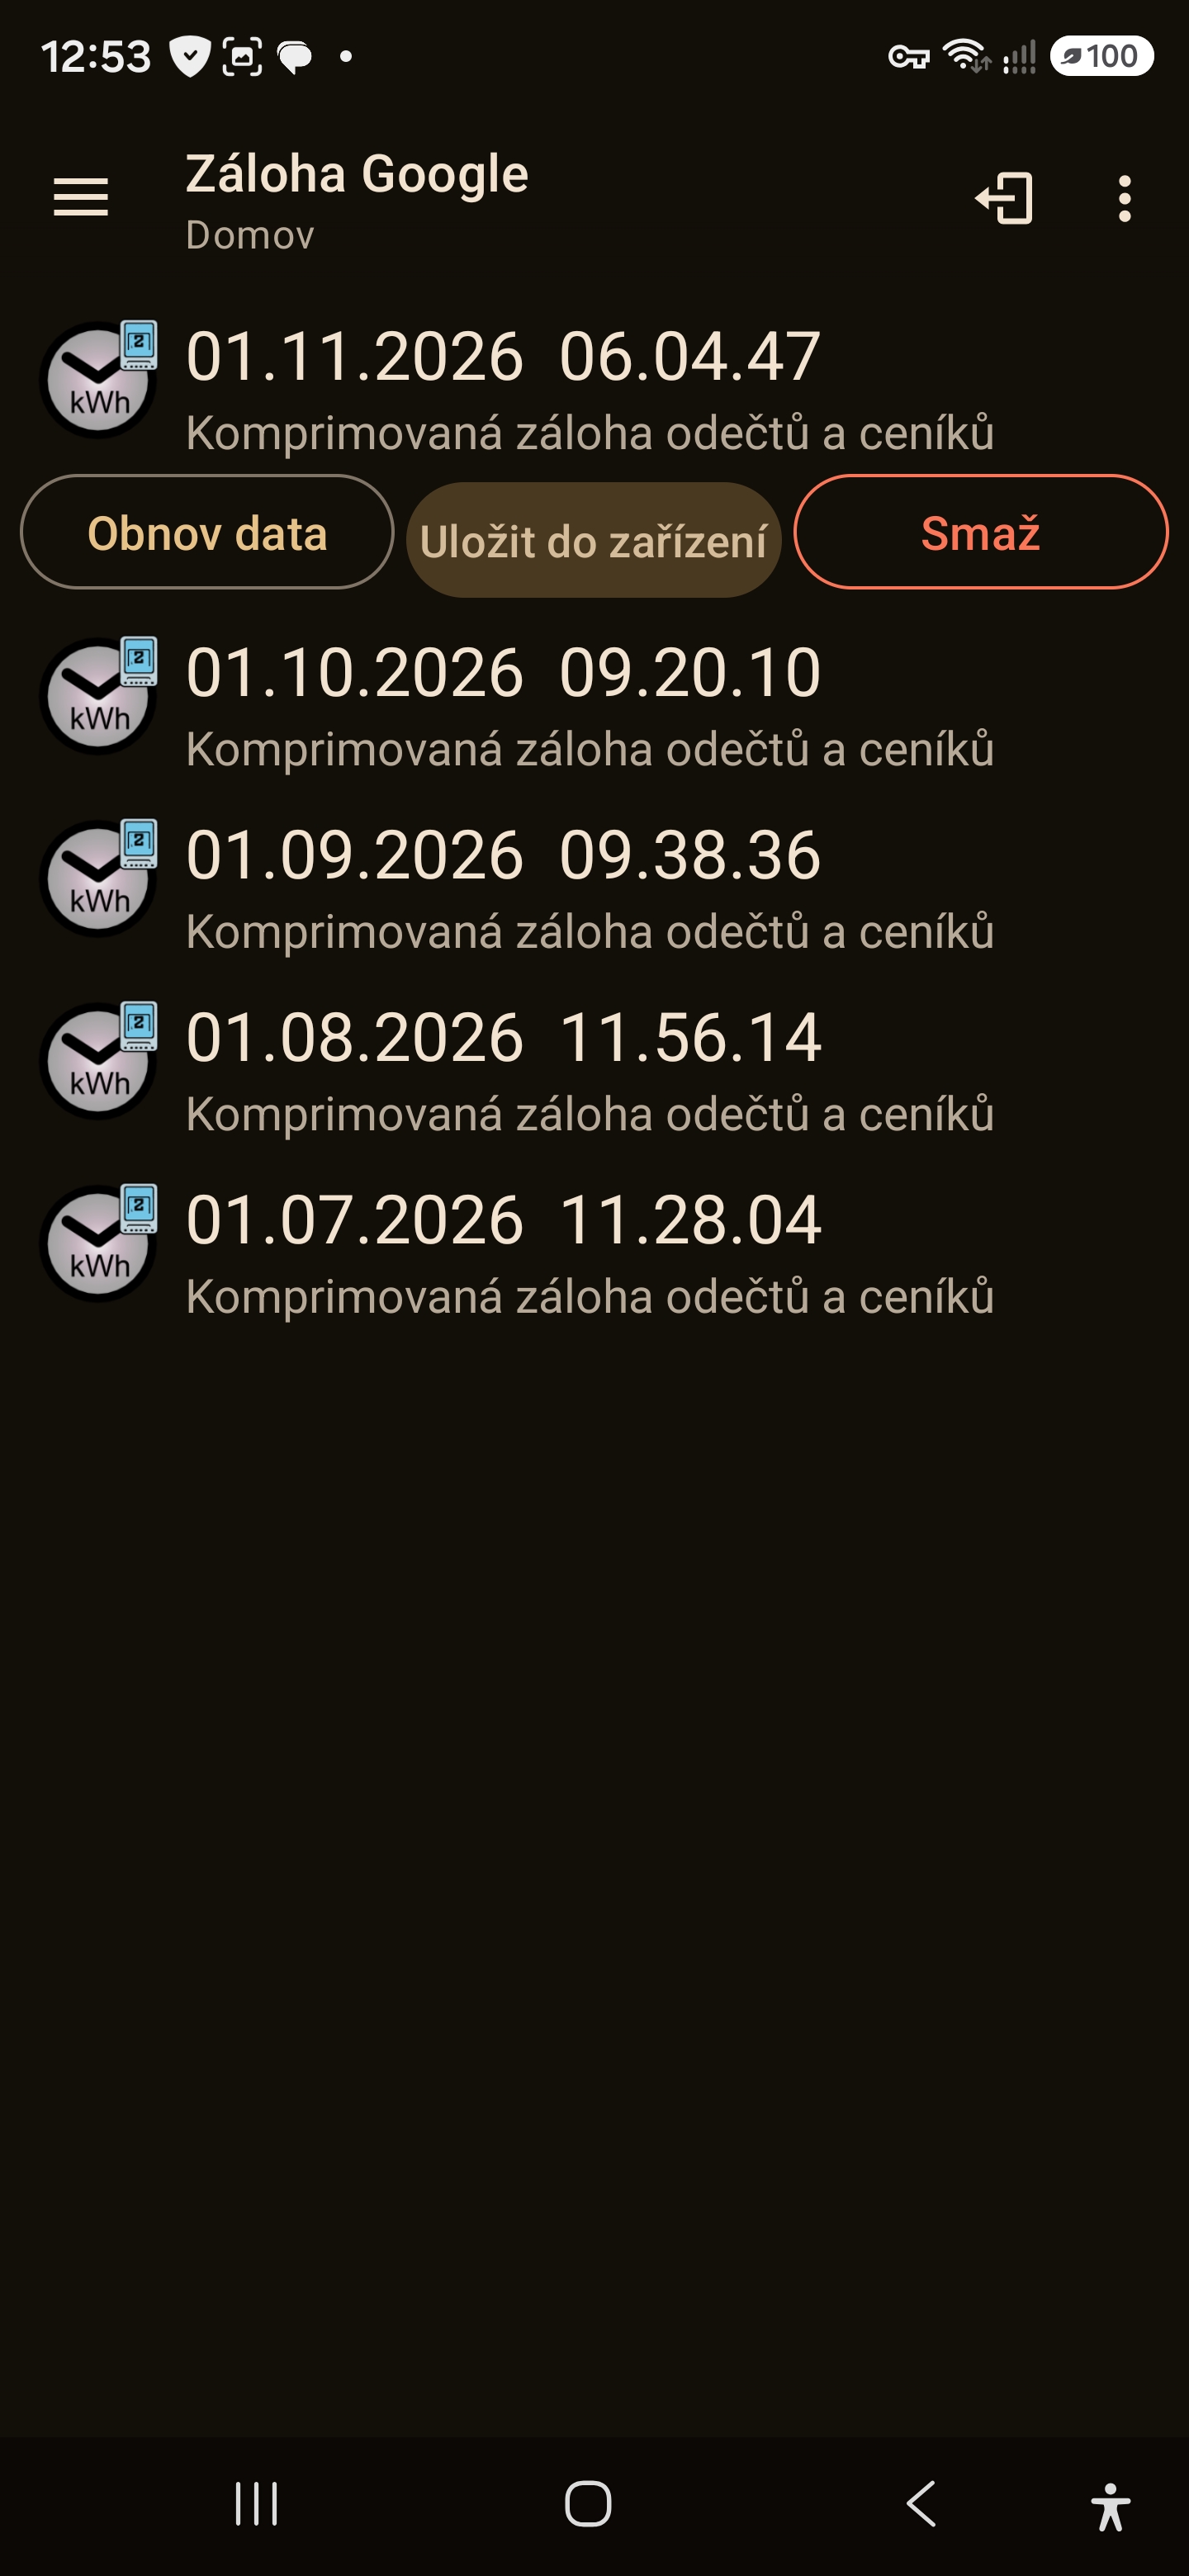 12:53
100
Záloha Google
Domov
01.11.2026 06.04.47
Komprimovaná záloha odečtů a ceníků
kWh
Obnov data
Uložit do zařízení
Smaž
01.10.2026 09.20.10
Komprimovaná záloha odečtů a ceníků
kWh
01.09.2026 09.38.36
Komprimovaná záloha odečtů a ceníků
kWh
01.08.2026 11.56.14
Komprimovaná záloha odečtů a ceníků
kWh
01.07.2026 11.28.04
Komprimovaná záloha odečtů a ceníků
kWh